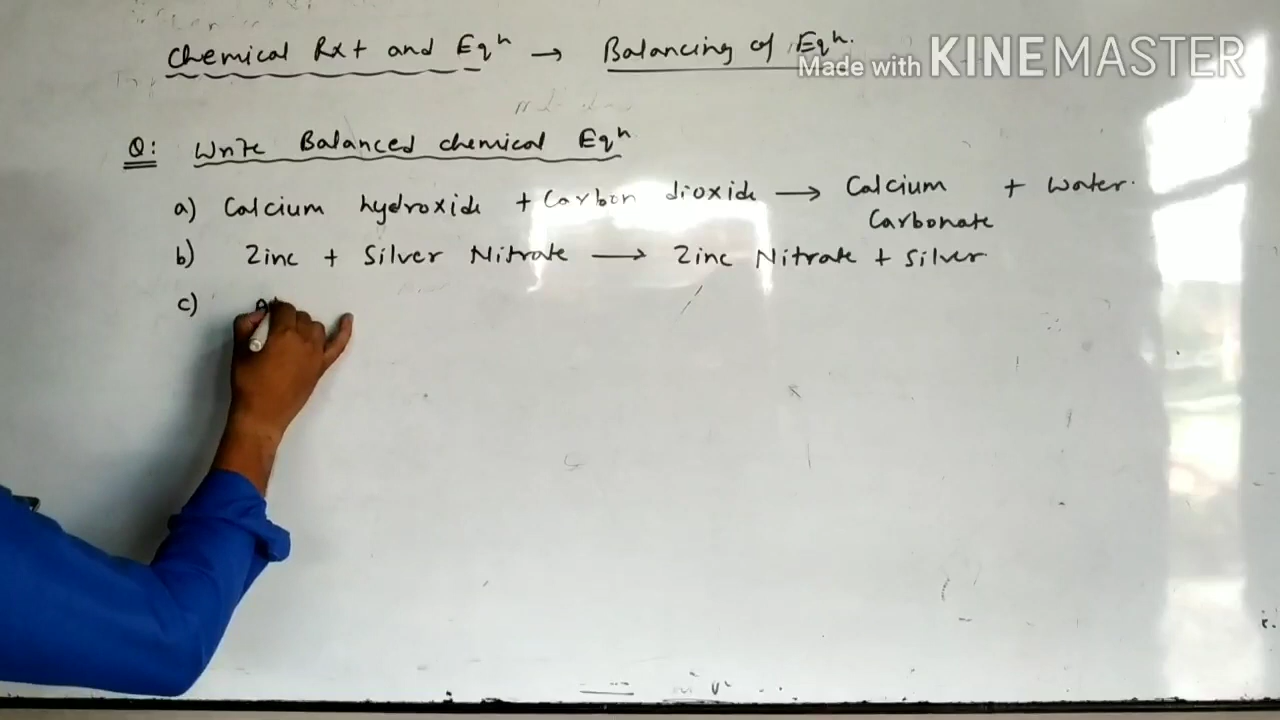 Chemical Rxt and Eqn → Balancing of Eqn.
Made with KINEMASTER
Q: Write Balanced chemical Eqn
a) Calcium hydroxide + Carbon dioxide → Calcium Carbonate + Water.
b) Zinc + Silver Nitrate → Zinc Nitrate + Silver.
c)